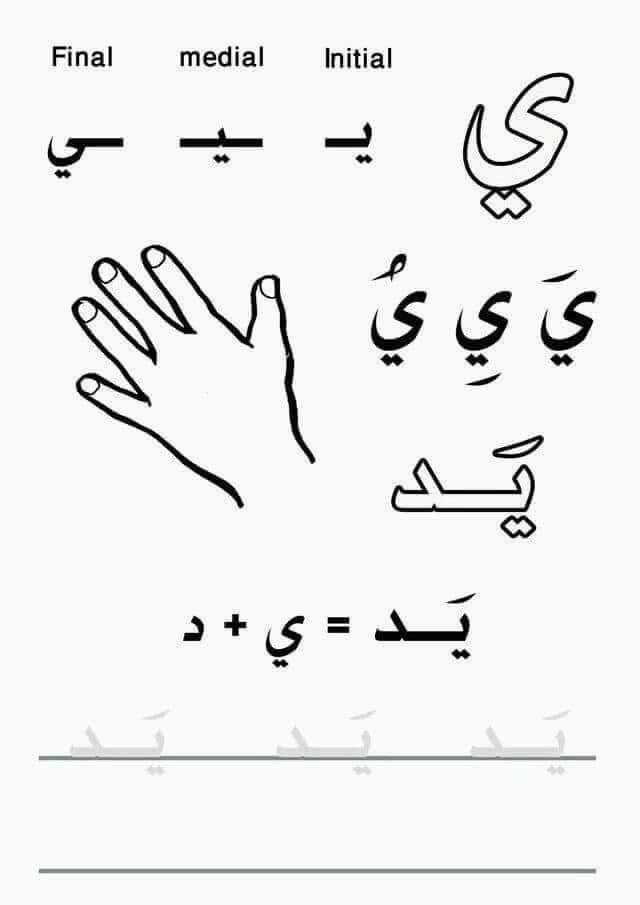 Final medial Initial
ي
ـي ـيـ يـ
يَ يِ يُ
يَـد
يَـد = ي + د
يَـد يَـد يَـد